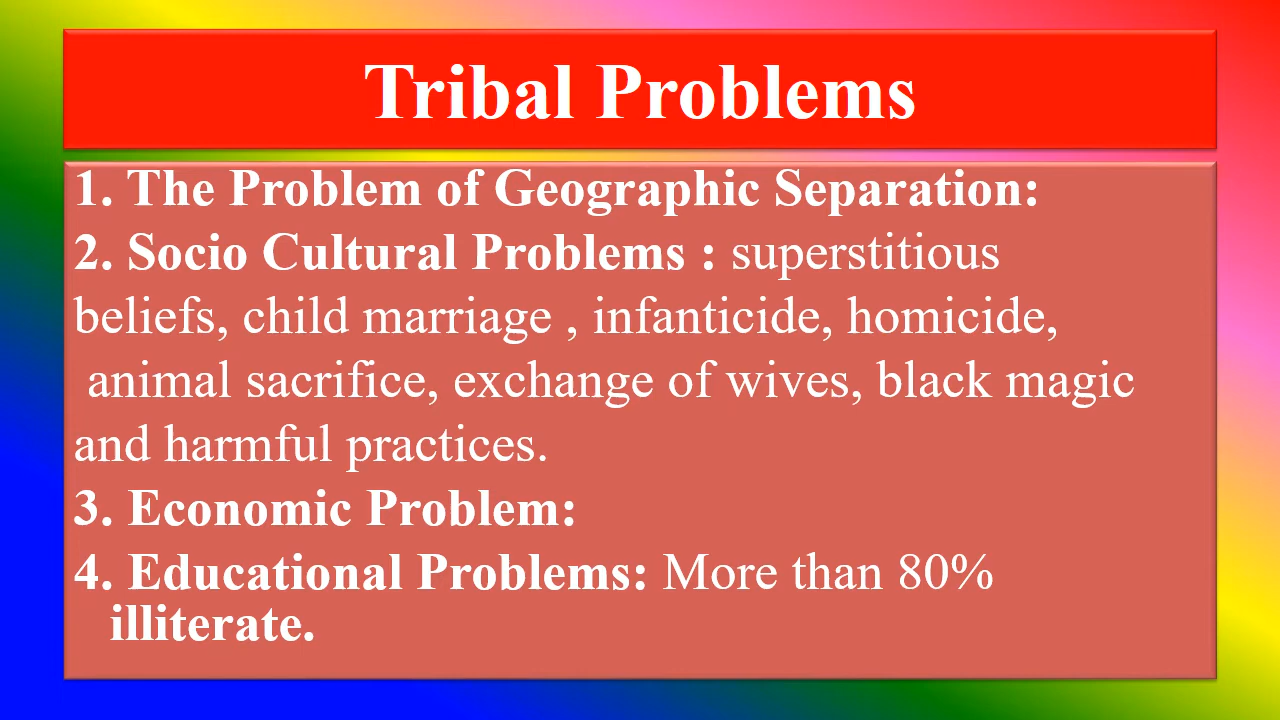 Tribal Problems
1. The Problem of Geographic Separation:
2. Socio Cultural Problems : superstitious
beliefs, child marriage , infanticide, homicide,
animal sacrifice, exchange of wives, black magic
and harmful practices.
3. Economic Problem:
4. Educational Problems: More than 80%
illiterate.